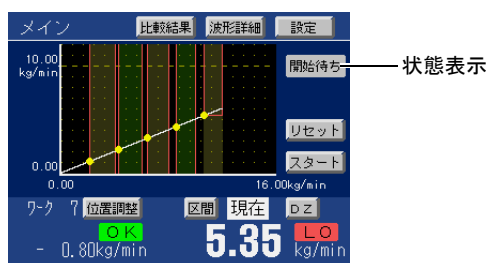 メイン 比較結果 波形詳細 設定
10.00
kg/min
開始待ち 状態表示
リセット
スタート
0.00
0.00 16.00kg/min
ワーク 7 位置調整 区間 現在 DZ
OK LO
- 0.80kg/min 5.35 kg/min